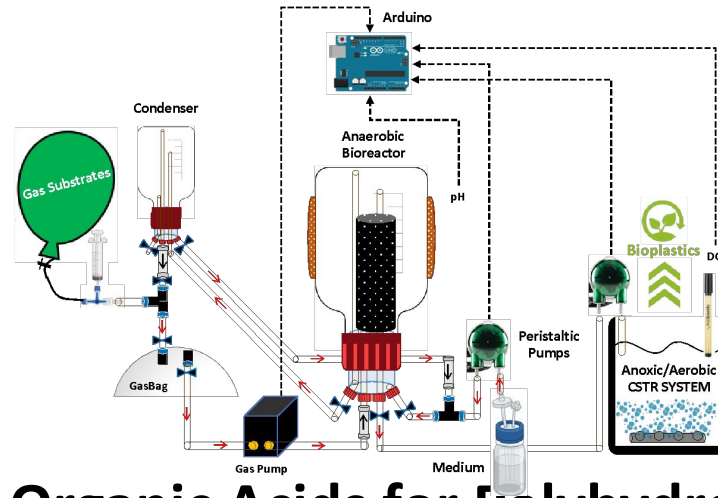 Arduino
Condenser
Anaerobic
Bioreactor
Gas Substrates
pH
Bioplastics
Peristaltic
Pumps
Anoxic/Aerobic
CSTR SYSTEM
GasBag
Gas Pump
Medium
Organic Acids for